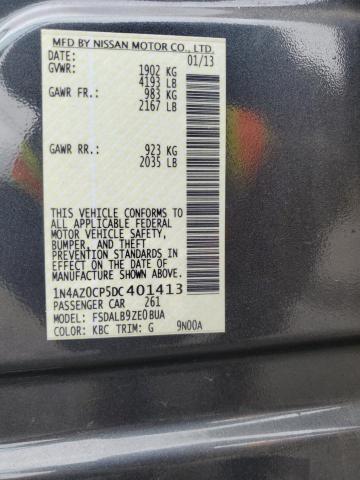 MFD BY NISSAN MOTOR CO., LTD.
DATE: 01/13
GVWR: 1902 KG
4193 LB
GAWR FR: 983 KG
2167 LB
GAWR RR: 923 KG
2035 LB
THIS VEHICLE CONFORMS TO
ALL APPLICABLE FEDERAL
MOTOR VEHICLE SAFETY,
BUMPER, AND THEFT
PREVENTION STANDARDS IN
EFFECT ON THE DATE OF
MANUFACTURE SHOWN ABOVE.
1N4AZ0CP5DC401413
PASSENGER CAR 261
MODEL: FSDALB9ZE0BUA
COLOR: KBC TRIM: G 9N00A